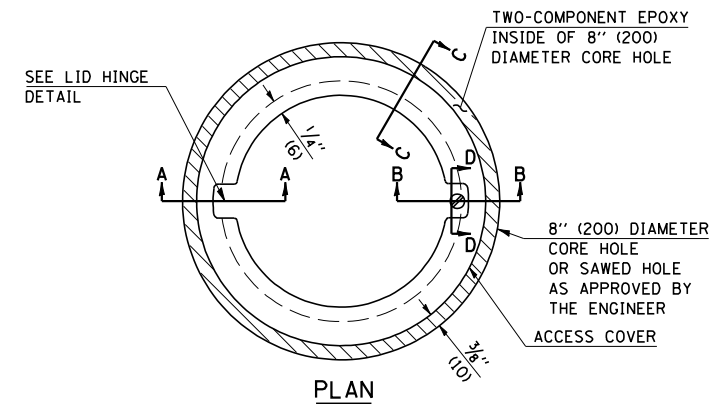 TWO-COMPONENT EPOXY
INSIDE OF 8" (200)
DIAMETER CORE HOLE
SEE LID HINGE
DETAIL
C
C
1/4"
(6)
A
A
B
D
B
D
8" (200) DIAMETER
CORE HOLE
OR SAWED HOLE
AS APPROVED BY
THE ENGINEER
ACCESS COVER
3/8"
(10)
PLAN